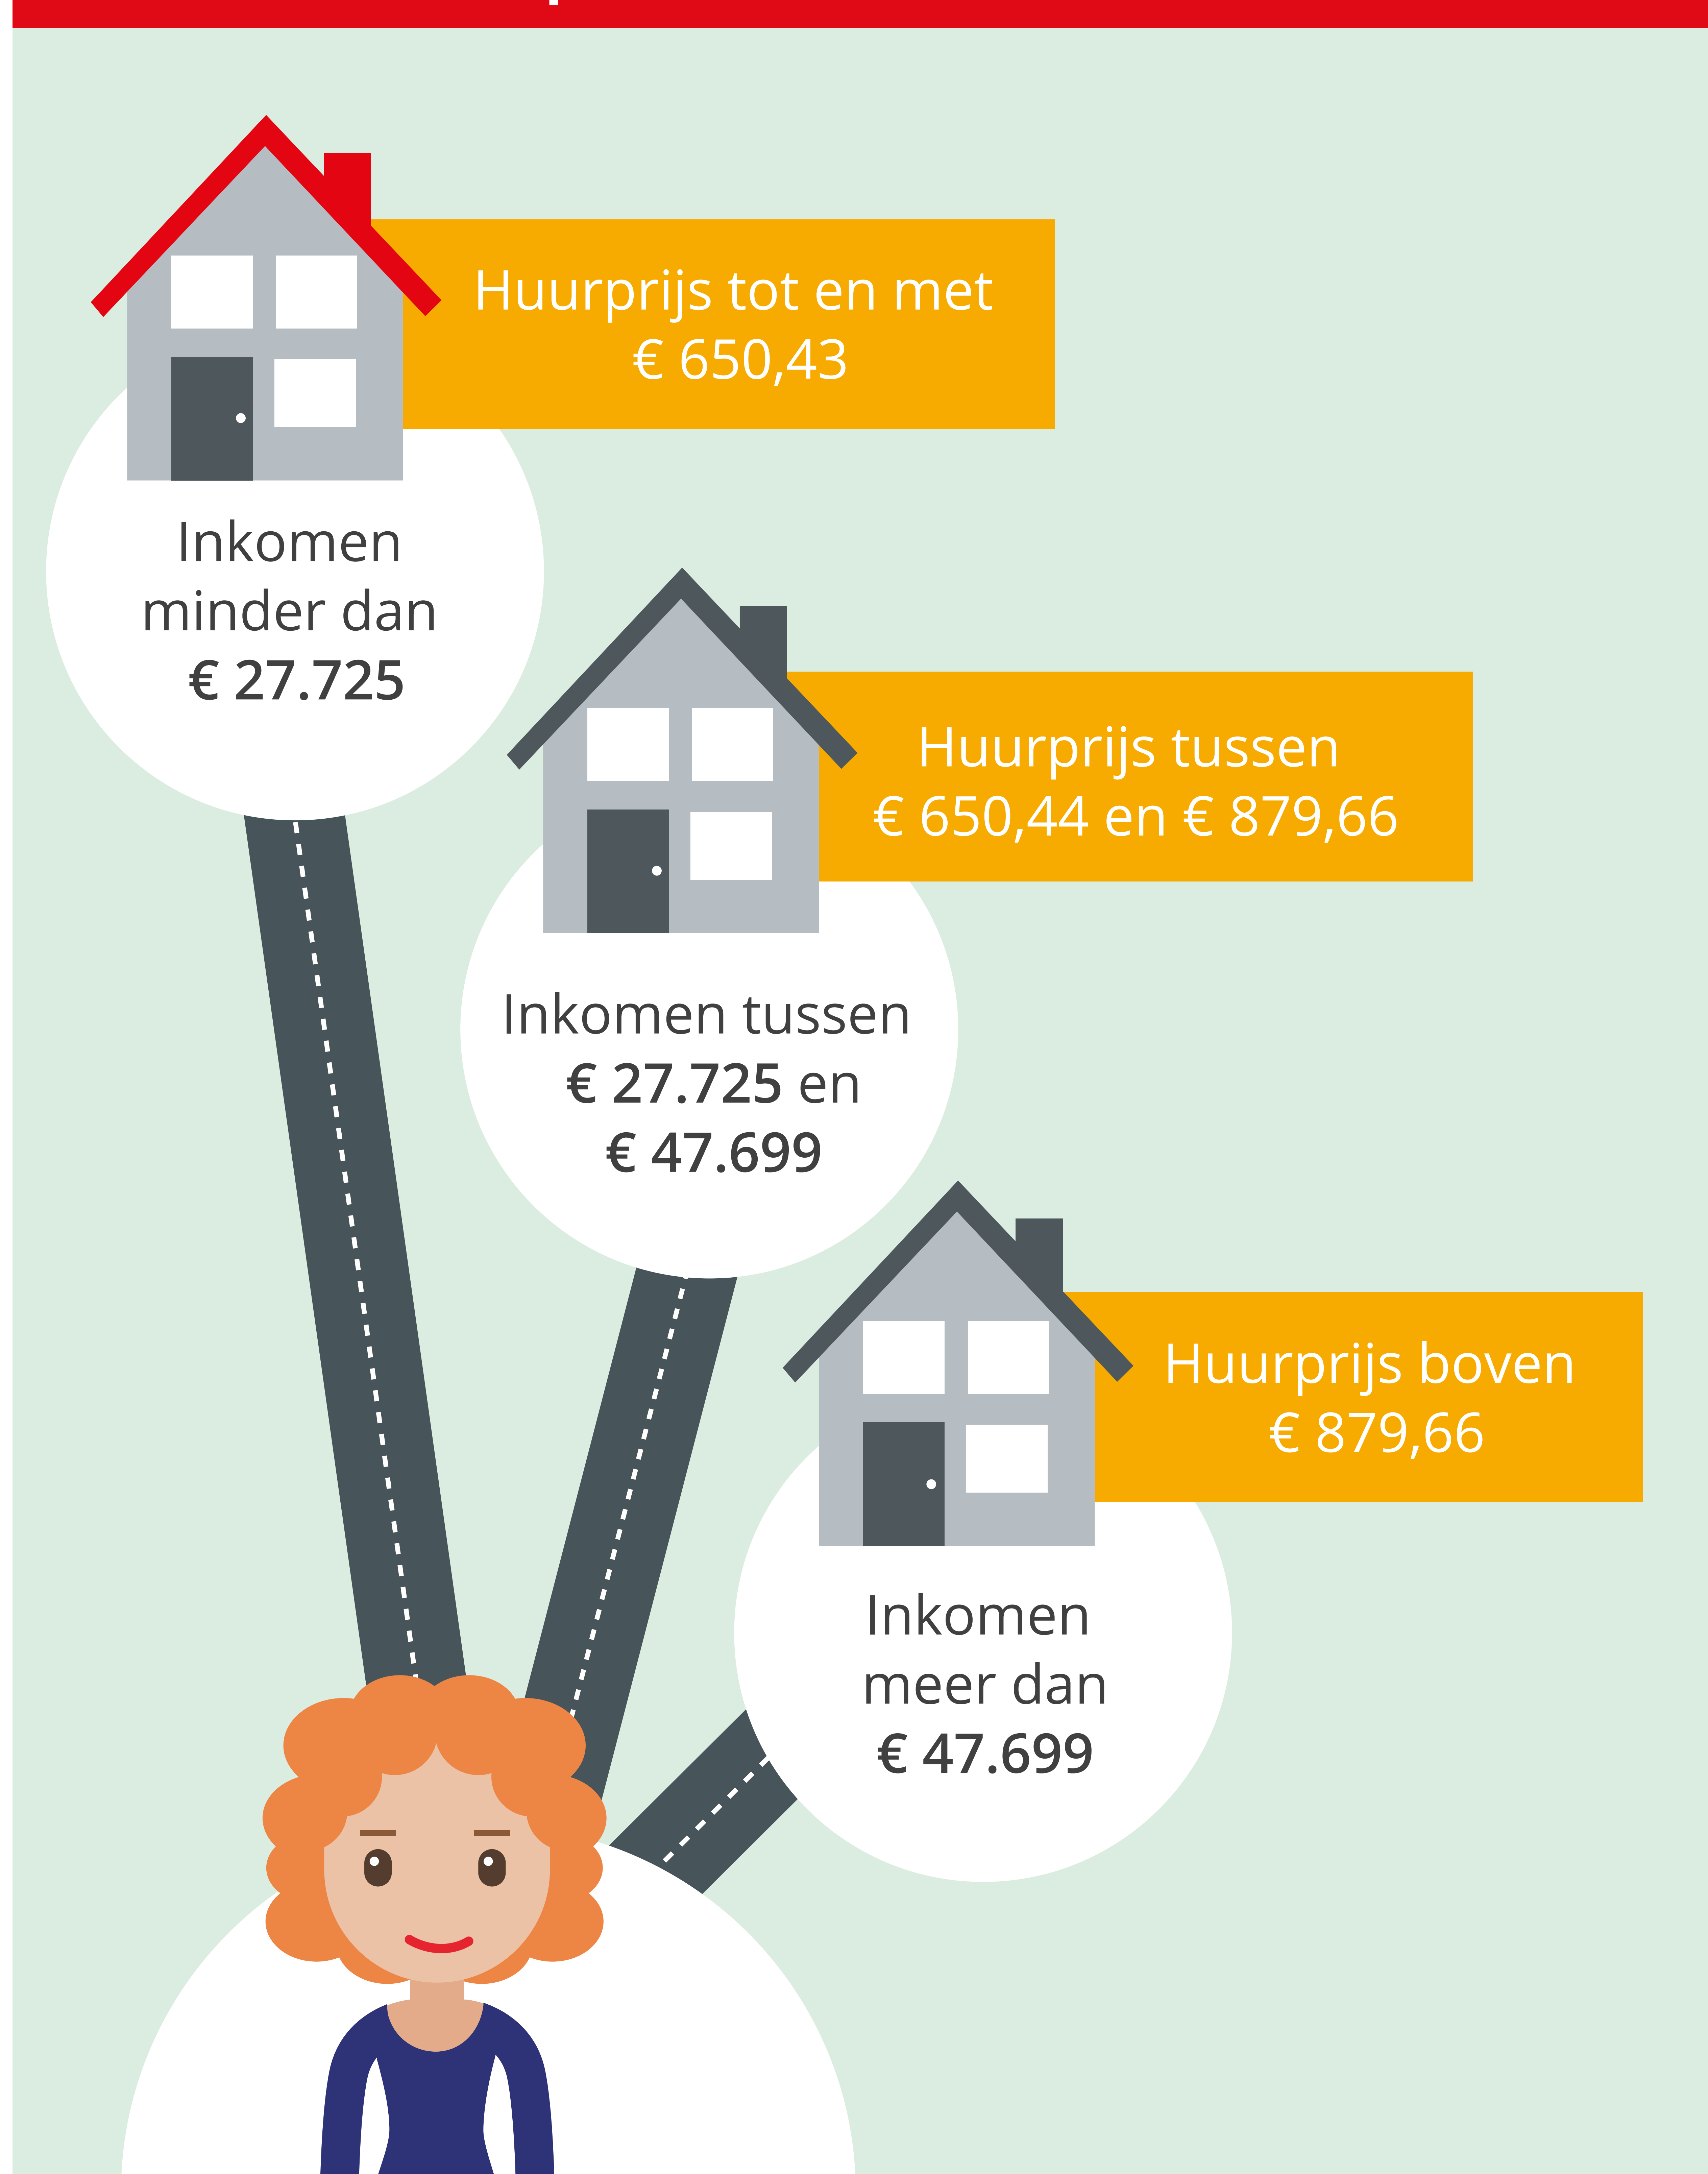 Huurprijs tot en met
€ 650,43
Inkomen
minder dan
€ 27.725
Huurprijs tussen
€ 650,44 en € 879,66
Inkomen tussen
€ 27.725 en
€ 47.699
Huurprijs boven
€ 879,66
Inkomen
meer dan
€ 47.699